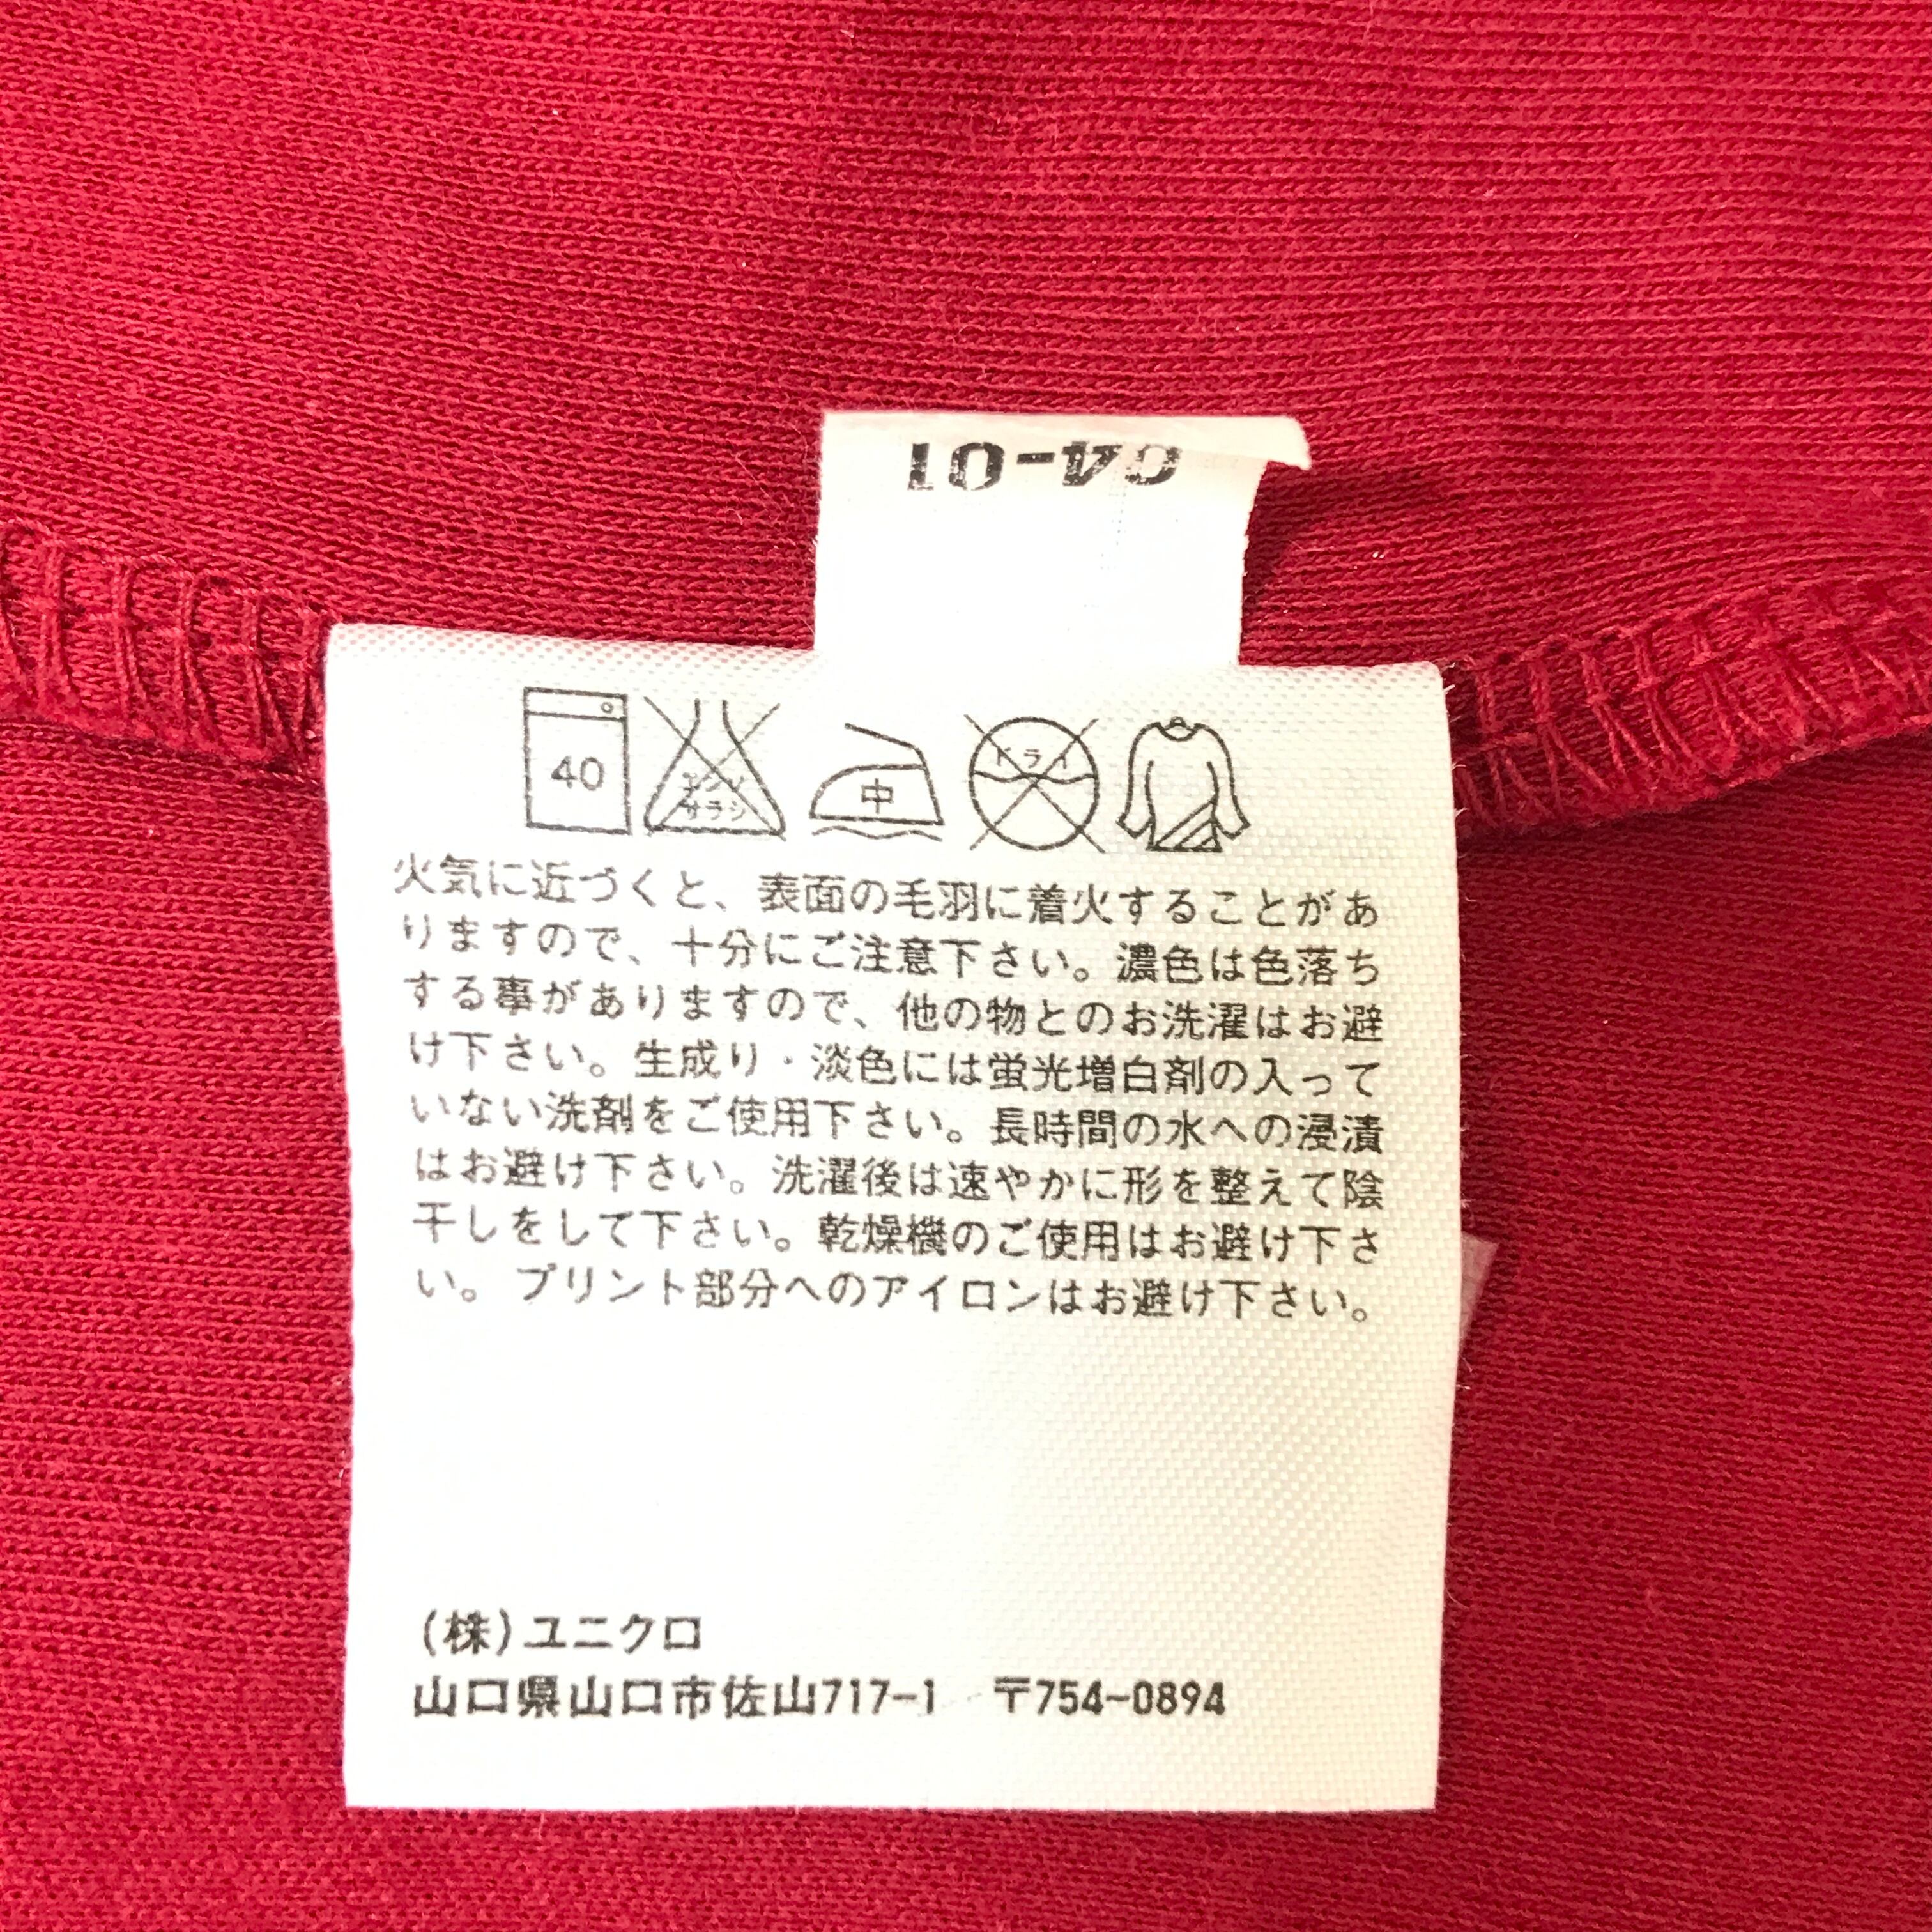 04-01
40
エンソ
サラシ
中
ドライ
火気に近づくと、表面の毛羽に着火することがあ
りますので、十分にご注意下さい。濃色は色落ち
する事がありますので、他の物とのお洗濯はお避
け下さい。生成り・淡色には蛍光増白剤の入って
いない洗剤をご使用下さい。長時間の水への浸漬
はお避け下さい。洗濯後は速やかに形を整えて陰
干しをして下さい。乾燥機のご使用はお避け下さ
い。プリント部分へのアイロンはお避け下さい。
(株)ユニクロ
山口県山口市佐山717-1 〒754-0894